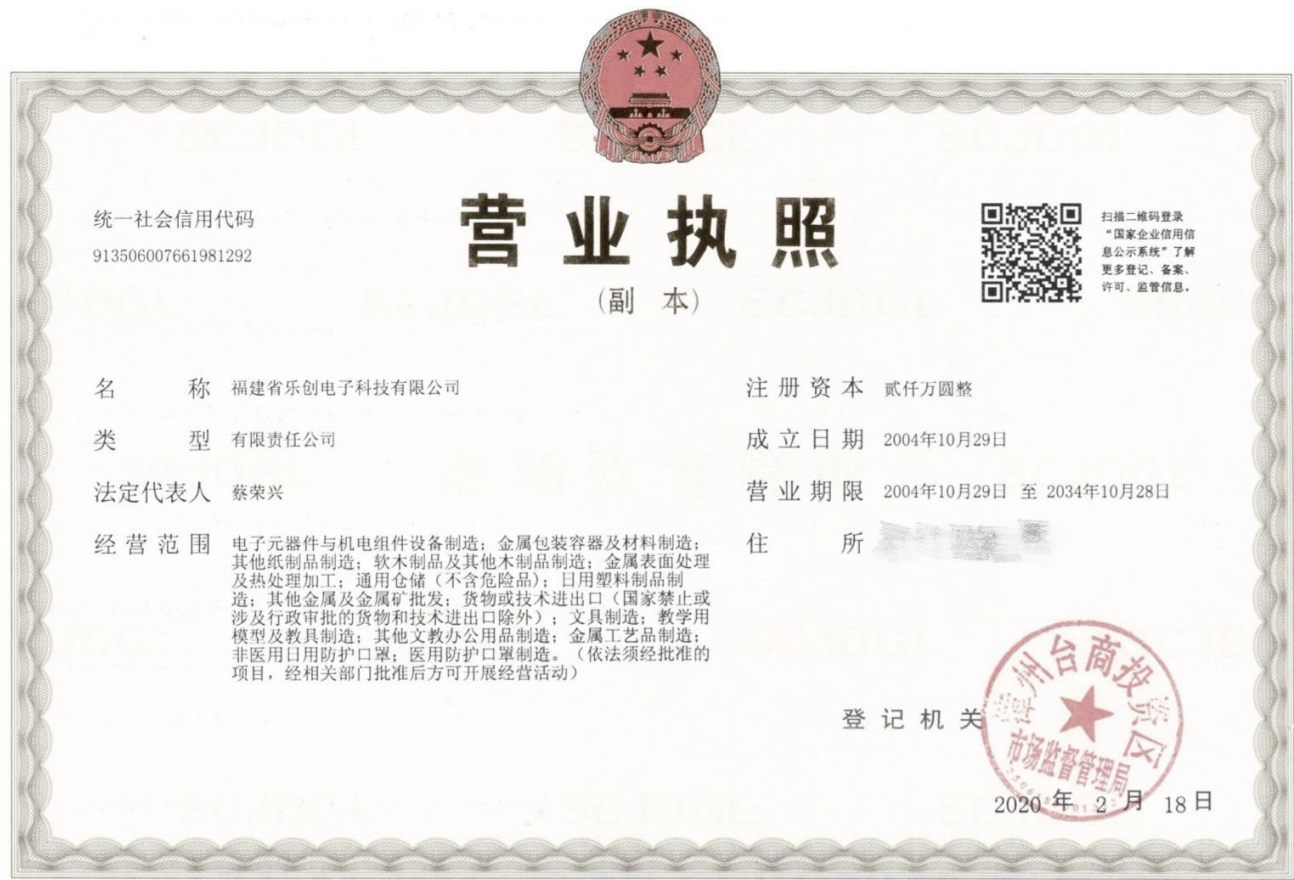 统一社会信用代码
913506007661981292
营业执照
（副 本）
扫描二维码登录
“国家企业信用信
息公示系统”了解
更多登记、备案、
许可、监管信息。
名 称 福建省乐创电子科技有限公司
类 型 有限责任公司
法定代表人 蔡荣兴
经营范围 电子元器件与机电组件设备制造；金属包装容器及材料制造；
其他纸制品制造；软木制品及其他木制品制造；金属表面处理
及热处理加工；通用仓储（不含危险品）；日用塑料制品制
造；其他金属及金属矿批发；货物或技术进出口（国家禁止或
涉及行政审批的货物和技术进出口除外）；文具制造；教学用
模型及教具制造；其他文教办公用品制造；金属工艺品制造；
非医用日用防护口罩；医用防护口罩制造。（依法须经批准的
项目，经相关部门批准后方可开展经营活动）
注册资本 贰仟万圆整
成立日期 2004年10月29日
营业期限 2004年10月29日 至 2034年10月28日
住 所
登记机关
漳州台商投资区
市场监督管理局
2020 年 2 月 18 日